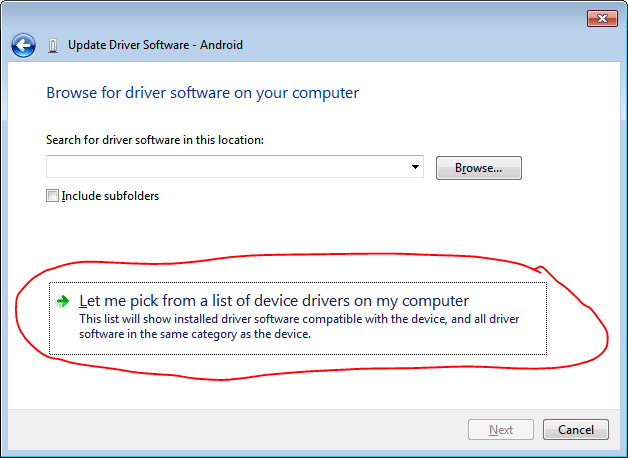 Update Driver Software - Android
Browse for driver software on your computer
Search for driver software in this location:
Browse...
Include subfolders
Let me pick from a list of device drivers on my computer
This list will show installed driver software compatible with the device, and all driver
software in the same category as the device.
Next
Cancel